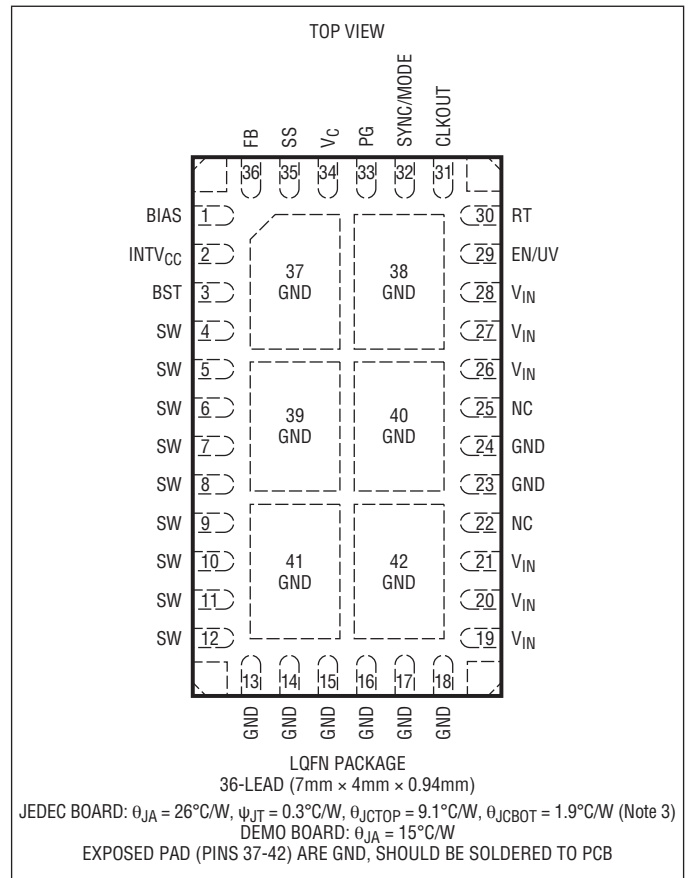 TOP VIEW
FB SS VC PG SYNC/MODE CLKOUT
36 35 34 33 32 31
BIAS 1 30 RT
INTVCC 2 29 EN/UV
BST 3 37 38 28 VIN
GND GND
SW 4 27 VIN
SW 5 26 VIN
SW 6 39 40 25 NC
GND GND
SW 7 24 GND
SW 8 23 GND
SW 9 22 NC
SW 10 41 42 21 VIN
GND GND
SW 11 20 VIN
SW 12 19 VIN
13 14 15 16 17 18
GND GND GND GND GND GND
LQFN PACKAGE
36-LEAD (7mm × 4mm × 0.94mm)
JEDEC BOARD: θJA = 26°C/W, ψJT = 0.3°C/W, θJCTOP = 9.1°C/W, θJCBOT = 1.9°C/W (Note 3)
DEMO BOARD: θJA = 15°C/W
EXPOSED PAD (PINS 37-42) ARE GND, SHOULD BE SOLDERED TO PCB